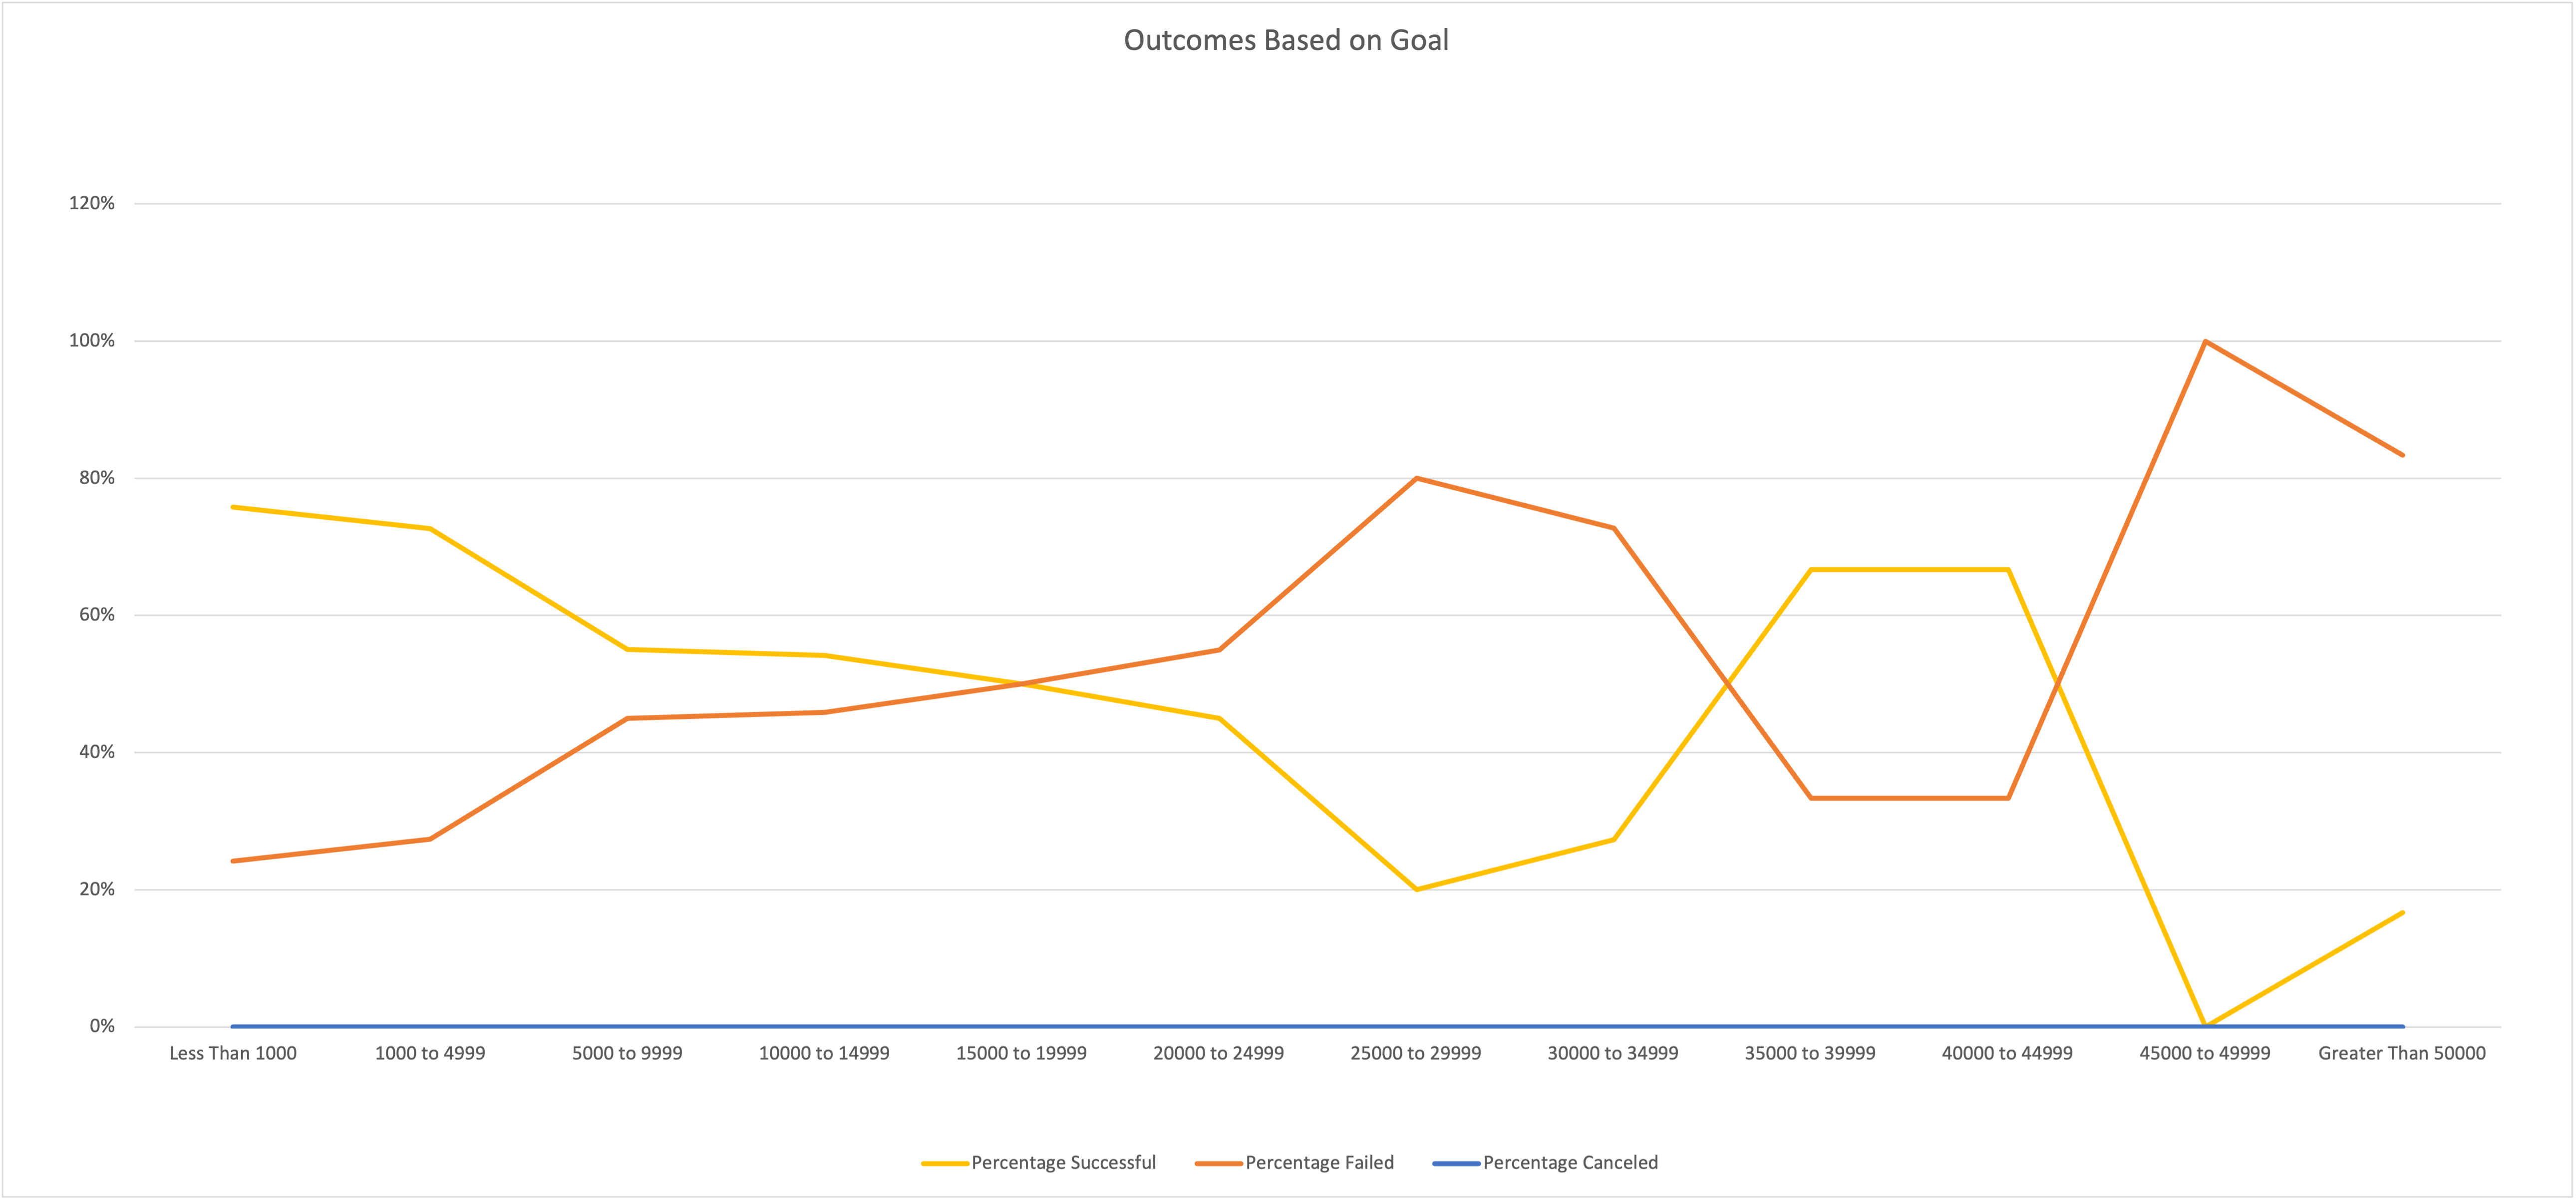 Outcomes Based on Goal
120%
100%
80%
60%
40%
20%
0%
Less Than 1000 1000 to 4999 5000 to 9999 10000 to 14999 15000 to 19999 20000 to 24999 25000 to 29999 30000 to 34999 35000 to 39999 40000 to 44999 45000 to 49999 Greater Than 50000
Percentage Successful Percentage Failed Percentage Canceled